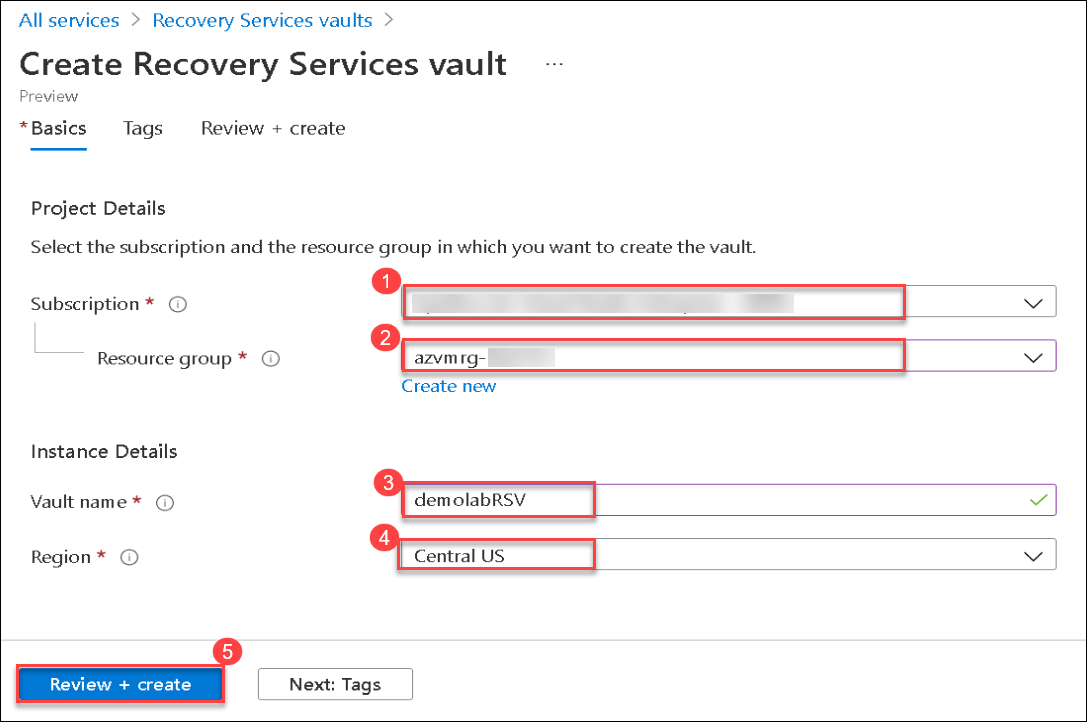 All services > Recovery Services vaults >
Create Recovery Services vault ...
Preview
* Basics Tags Review + create
Project Details
Select the subscription and the resource group in which you want to create the vault.
1
Subscription *
2
Resource group * azvmrg-
Create new
Instance Details
3
Vault name * demolabRSV
4
Region * Central US
5
Review + create Next: Tags